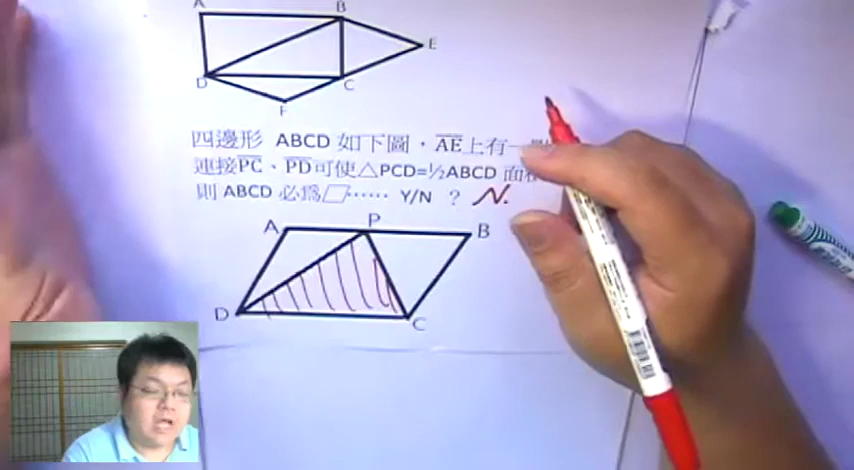 A B
E
D C
F
四邊形 ABCD 如下圖，AE上有一
連接PC、PD可使△PCD=½ABCD 面
則 ABCD 必為▱⋯⋯ Y/N ? N.
A P B
D C